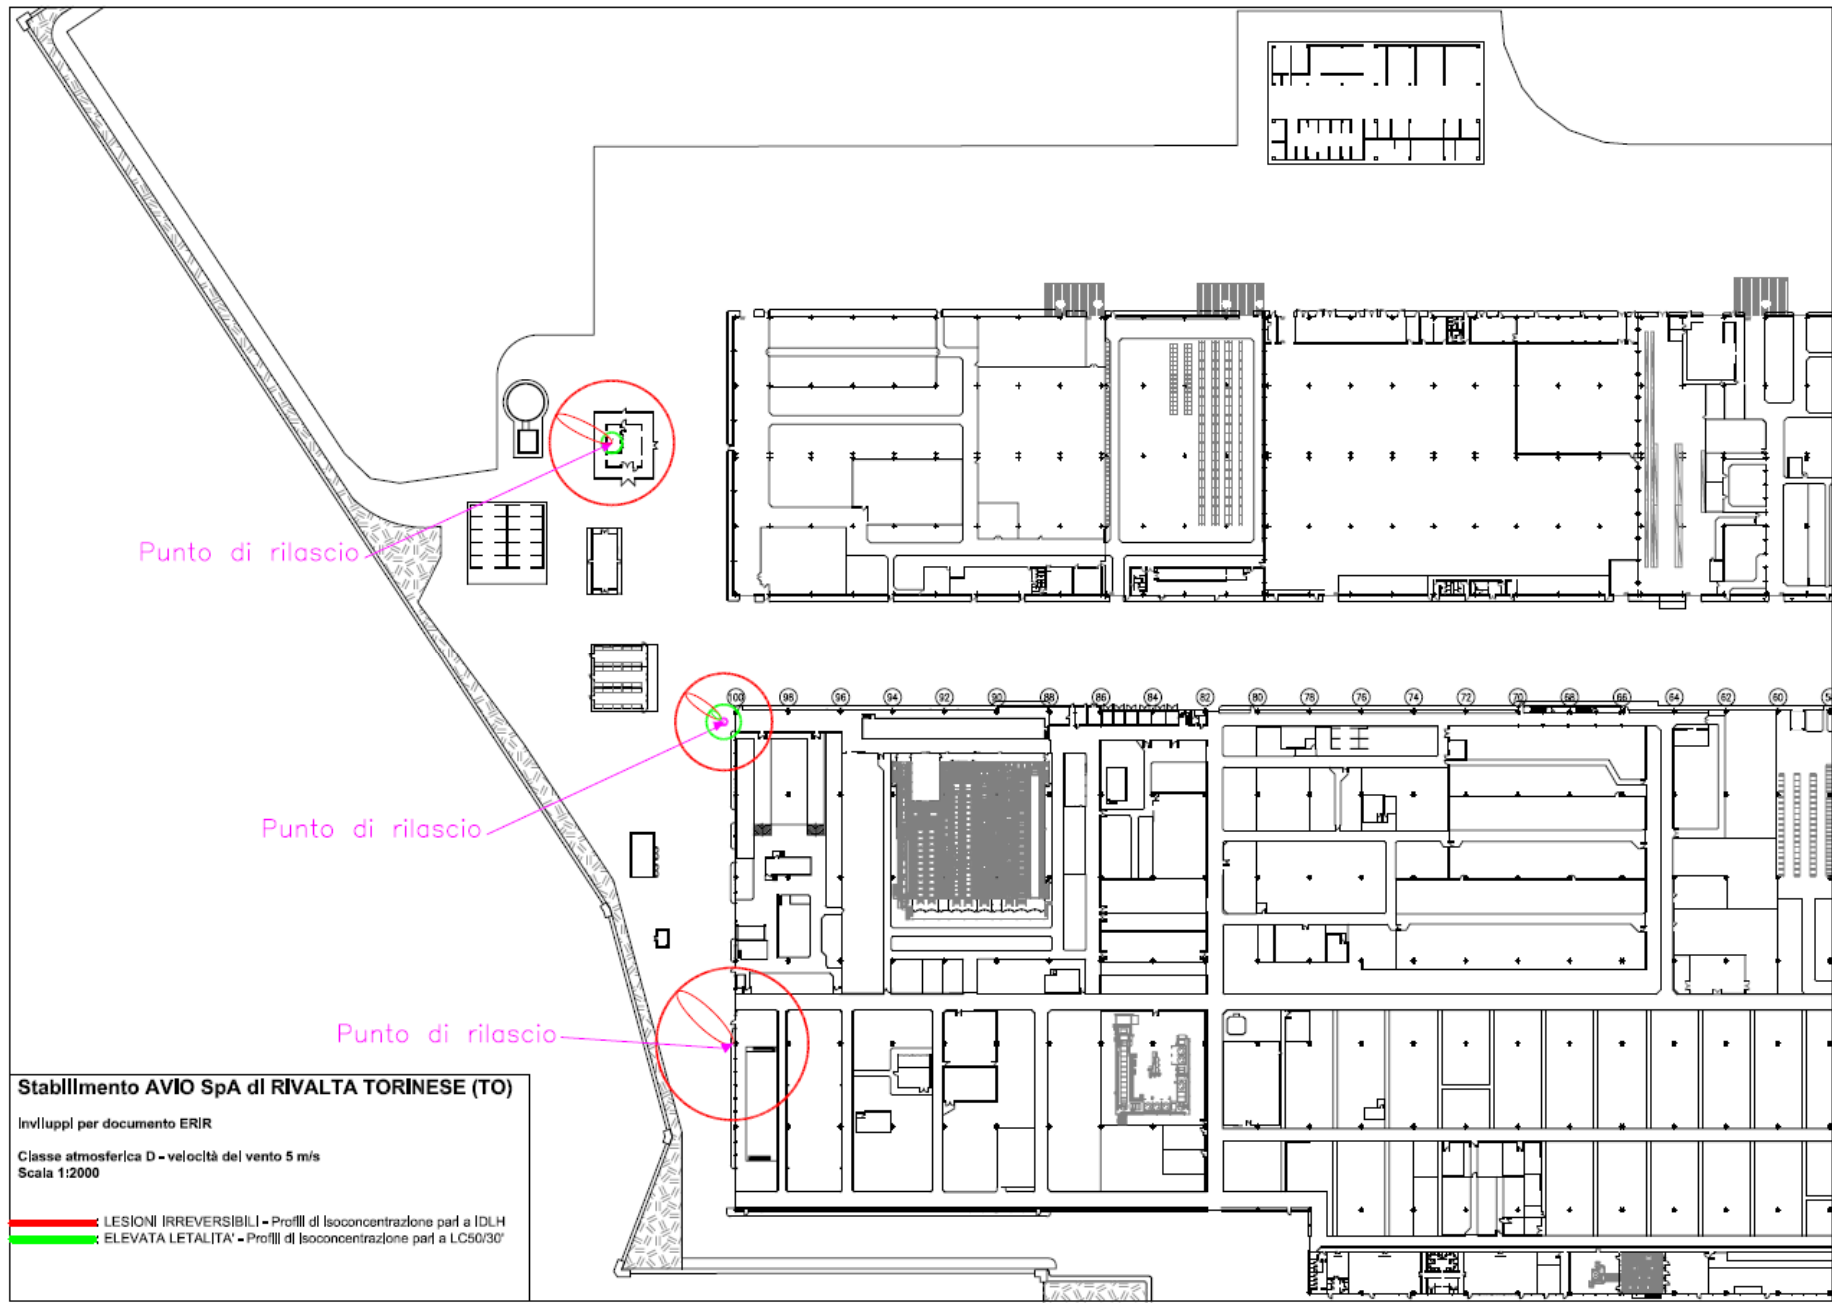 Punto di rilascio
100 98 96 94 92 90 88 86 84 82 80 78 76 74 72 70 68 66 64 62 60
Punto di rilascio
Punto di rilascio
Stabilimento AVIO SpA di RIVALTA TORINESE (TO)
Inviluppi per documento ERIR
Classe atmosferica D - velocità del vento 5 m/s
Scala 1:2000
LESIONI IRREVERSIBILI - Profili di isoconcentrazione pari a IDLH
ELEVATA LETALITA' - Profili di isoconcentrazione pari a LC50/30'